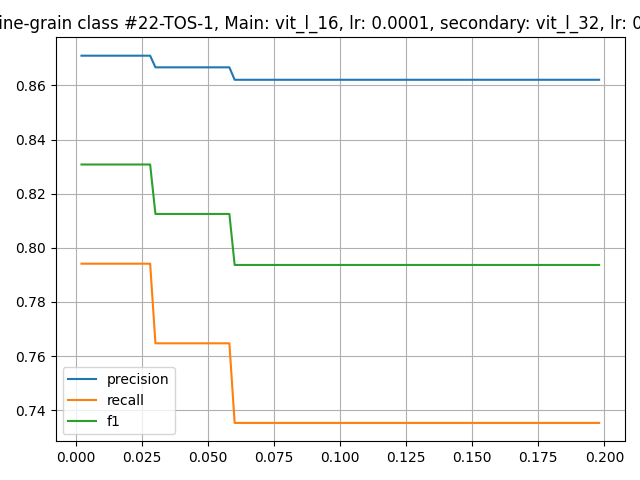 ine-grain class #22-TOS-1, Main: vit_l_16, lr: 0.0001, secondary: vit_l_32, lr: 0
0.86
0.84
0.82
0.80
0.78
0.76
0.74
precision
recall
f1
0.000 0.025 0.050 0.075 0.100 0.125 0.150 0.175 0.200